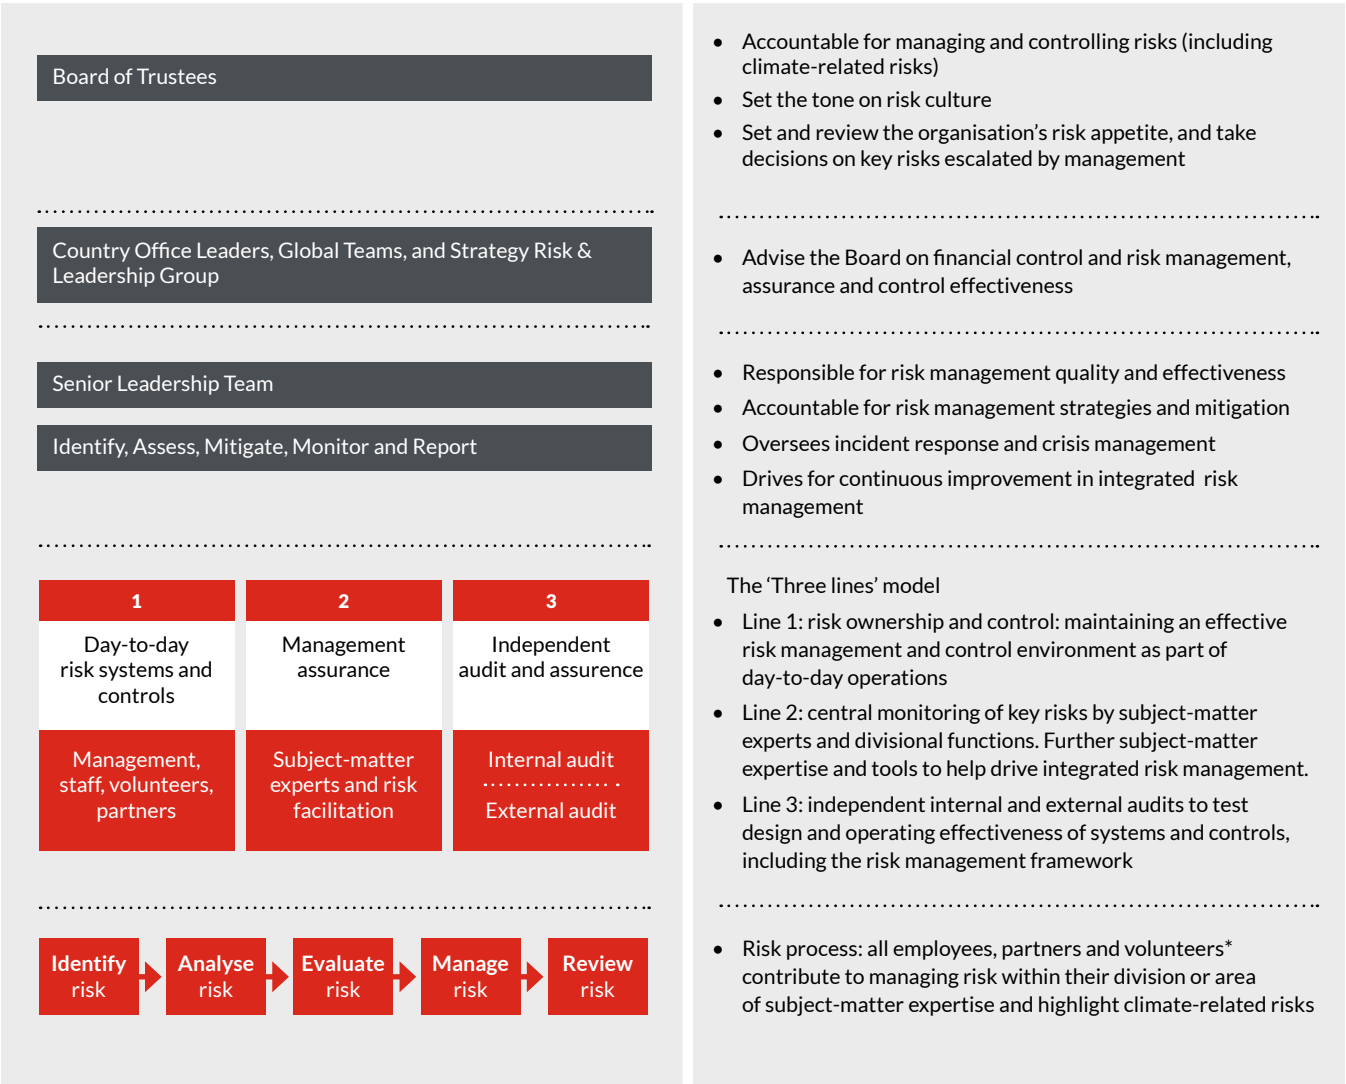 Board of Trustees
• Accountable for managing and controlling risks (including
climate-related risks)
• Set the tone on risk culture
• Set and review the organisation’s risk appetite, and take
decisions on key risks escalated by management
Country Office Leaders, Global Teams, and Strategy Risk &
Leadership Group
• Advise the Board on financial control and risk management,
assurance and control effectiveness
Senior Leadership Team
Identify, Assess, Mitigate, Monitor and Report
• Responsible for risk management quality and effectiveness
• Accountable for risk management strategies and mitigation
• Oversees incident response and crisis management
• Drives for continuous improvement in integrated risk
management
1
Day-to-day
risk systems and
controls
Management,
staff, volunteers,
partners
2
Management
assurance
Subject-matter
experts and risk
facilitation
3
Independent
audit and assurence
Internal audit
External audit
The ‘Three lines’ model
• Line 1: risk ownership and control: maintaining an effective
risk management and control environment as part of
day-to-day operations
• Line 2: central monitoring of key risks by subject-matter
experts and divisional functions. Further subject-matter
expertise and tools to help drive integrated risk management.
• Line 3: independent internal and external audits to test
design and operating effectiveness of systems and controls,
including the risk management framework
Identify
risk
Analyse
risk
Evaluate
risk
Manage
risk
Review
risk
• Risk process: all employees, partners and volunteers*
contribute to managing risk within their division or area
of subject-matter expertise and highlight climate-related risks